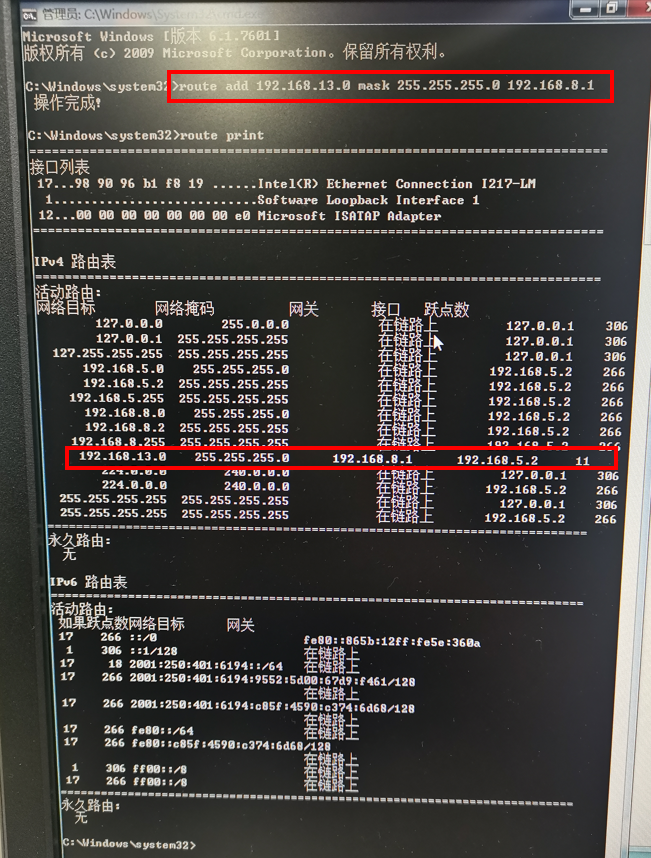 管理员: C:\Windows\System32\cmd.exe
Microsoft Windows [版本 6.1.7601]
版权所有 (c) 2009 Microsoft Corporation。保留所有权利。
C:\Windows\system32>route add 192.168.13.0 mask 255.255.255.0 192.168.8.1
操作完成!
C:\Windows\system32>route print
===========================================================================
接口列表
17...98 90 96 b1 f8 19 ......Intel(R) Ethernet Connection I217-LM
1...........................Software Loopback Interface 1
12...00 00 00 00 00 00 00 e0 Microsoft ISATAP Adapter
===========================================================================
IPv4 路由表
===========================================================================
活动路由:
网络目标 网络掩码 网关 接口 跃点数
127.0.0.0 255.0.0.0 在链路上 127.0.0.1 306
127.0.0.1 255.255.255.255 在链路上 127.0.0.1 306
127.255.255.255 255.255.255.255 在链路上 127.0.0.1 306
192.168.5.0 255.255.255.0 在链路上 192.168.5.2 266
192.168.5.2 255.255.255.255 在链路上 192.168.5.2 266
192.168.5.255 255.255.255.255 在链路上 192.168.5.2 266
192.168.8.0 255.255.255.0 在链路上 192.168.5.2 266
192.168.8.2 255.255.255.255 在链路上 192.168.5.2 266
192.168.8.255 255.255.255.255 在链路上 192.168.5.2 266
192.168.13.0 255.255.255.0 192.168.8.1 192.168.5.2 11
224.0.0.0 240.0.0.0 在链路上 127.0.0.1 306
224.0.0.0 240.0.0.0 在链路上 192.168.5.2 266
255.255.255.255 255.255.255.255 在链路上 127.0.0.1 306
255.255.255.255 255.255.255.255 在链路上 192.168.5.2 266
===========================================================================
永久路由:
无
IPv6 路由表
===========================================================================
活动路由:
如果跃点数网络目标 网关
17 266 ::/0 fe80::865b:12ff:fe5e:360a
1 306 ::1/128 在链路上
17 18 2001:250:401:6194::/64 在链路上
17 266 2001:250:401:6194:9552:5d00:67d9:f461/128
在链路上
17 266 2001:250:401:6194:c85f:4590:c374:6d68/128
在链路上
17 266 fe80::/64 在链路上
17 266 fe80::c85f:4590:c374:6d68/128
在链路上
1 306 ff00::/8 在链路上
17 266 ff00::/8 在链路上
===========================================================================
永久路由:
无
C:\Windows\system32>